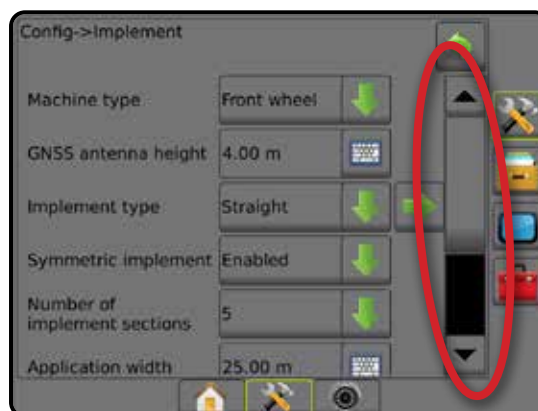 Config->Implement
Machine type Front wheel
GNSS antenna height 4.00 m
Implement type Straight
Symmetric implement Enabled
Number of
implement sections 5
Application width 25.00 m